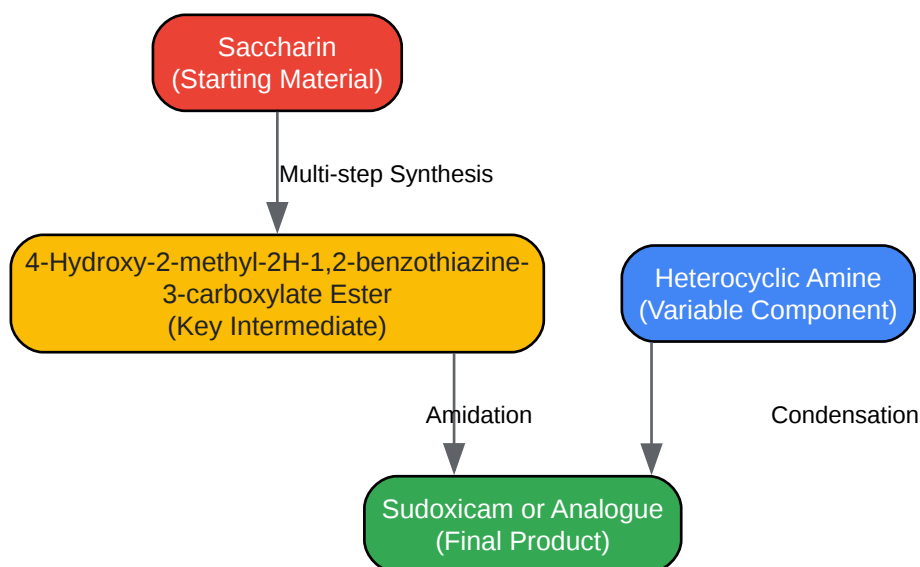 Saccharin
(Starting Material)
Multi-step Synthesis
4-Hydroxy-2-methyl-2H-1,2-benzothiazine-
3-carboxylate Ester
(Key Intermediate)
Heterocyclic Amine
(Variable Component)
Amidation
Condensation
Sudoxicam or Analogue
(Final Product)